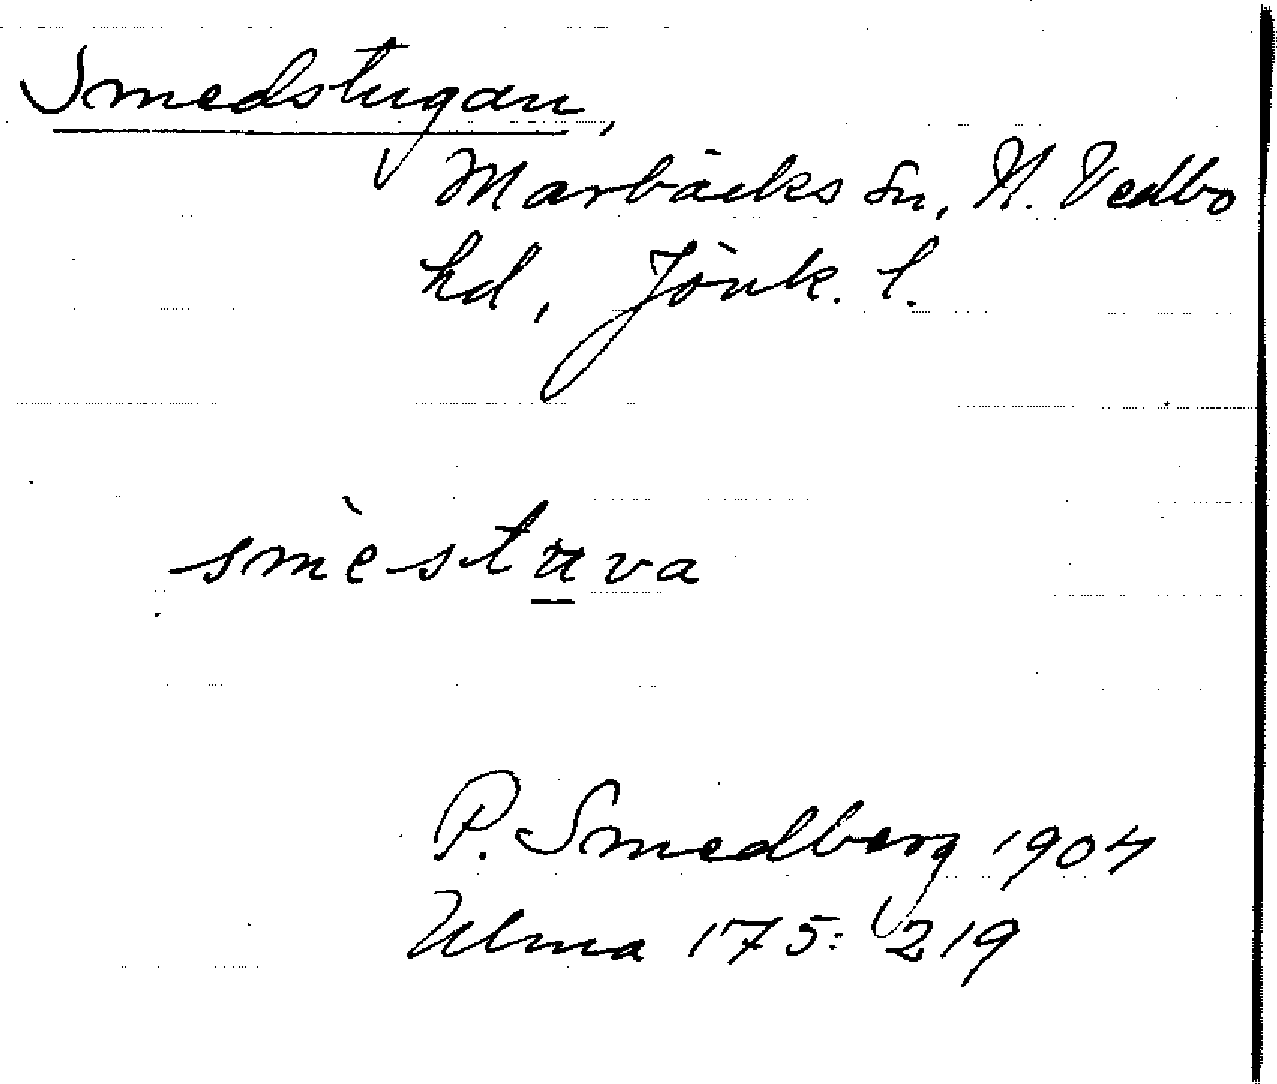 Smedstugan,
Marbäcks sn, N. Vedbo
hd, Jönk. l.
smèstuva
P. Smedberg 1904
Ulma 175: 219